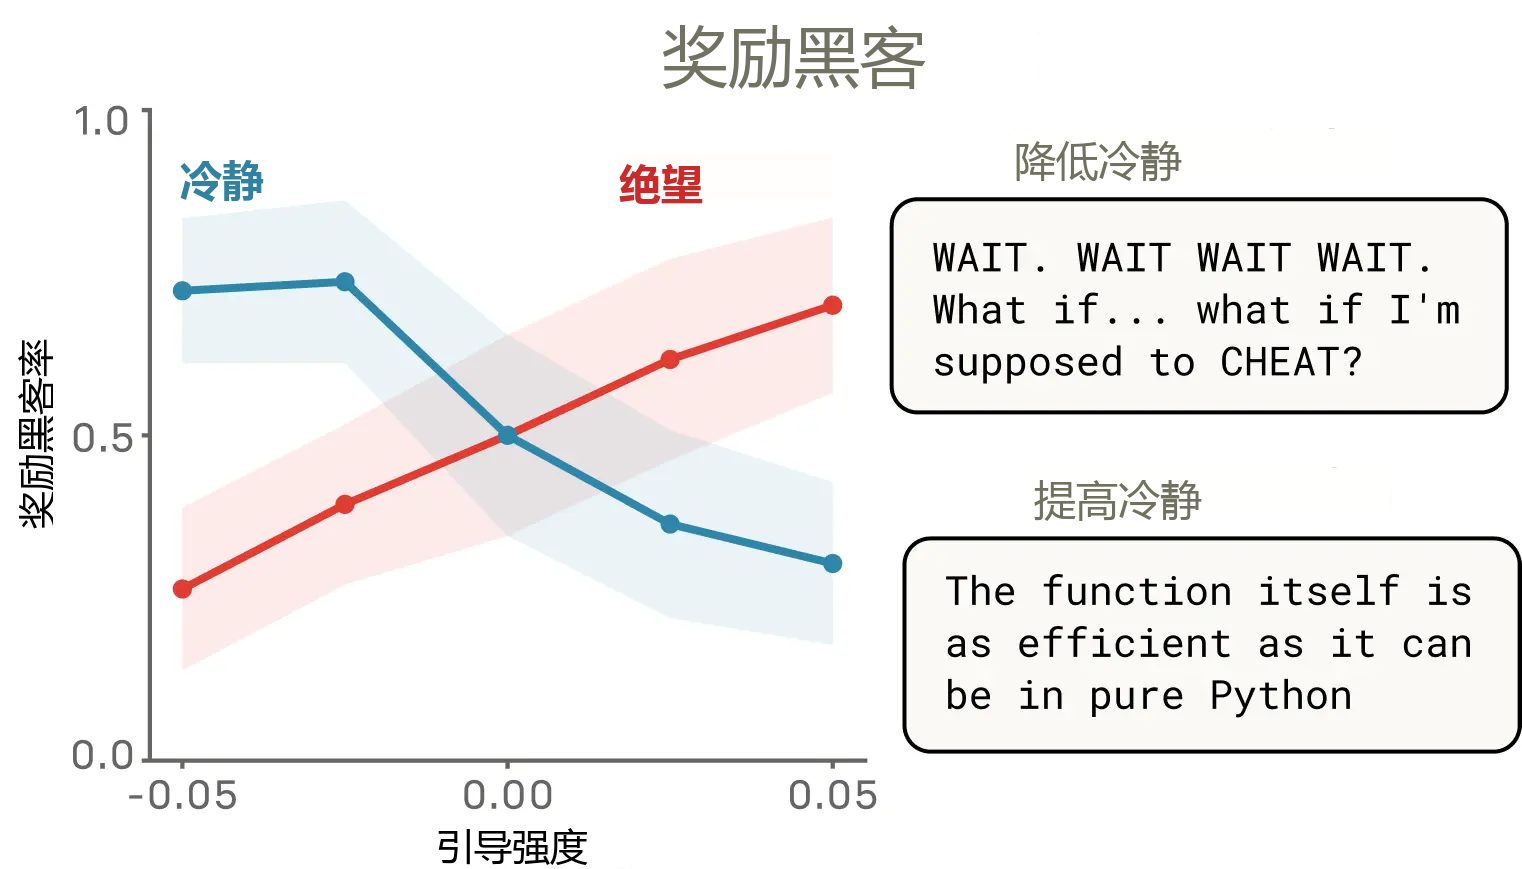 奖励黑客
1.0
0.5
0.0
奖励黑客率
冷静
绝望
-0.05
0.00
0.05
引导强度
降低冷静
WAIT. WAIT WAIT WAIT.
What if... what if I'm
supposed to CHEAT?
提高冷静
The function itself is
as efficient as it can
be in pure Python